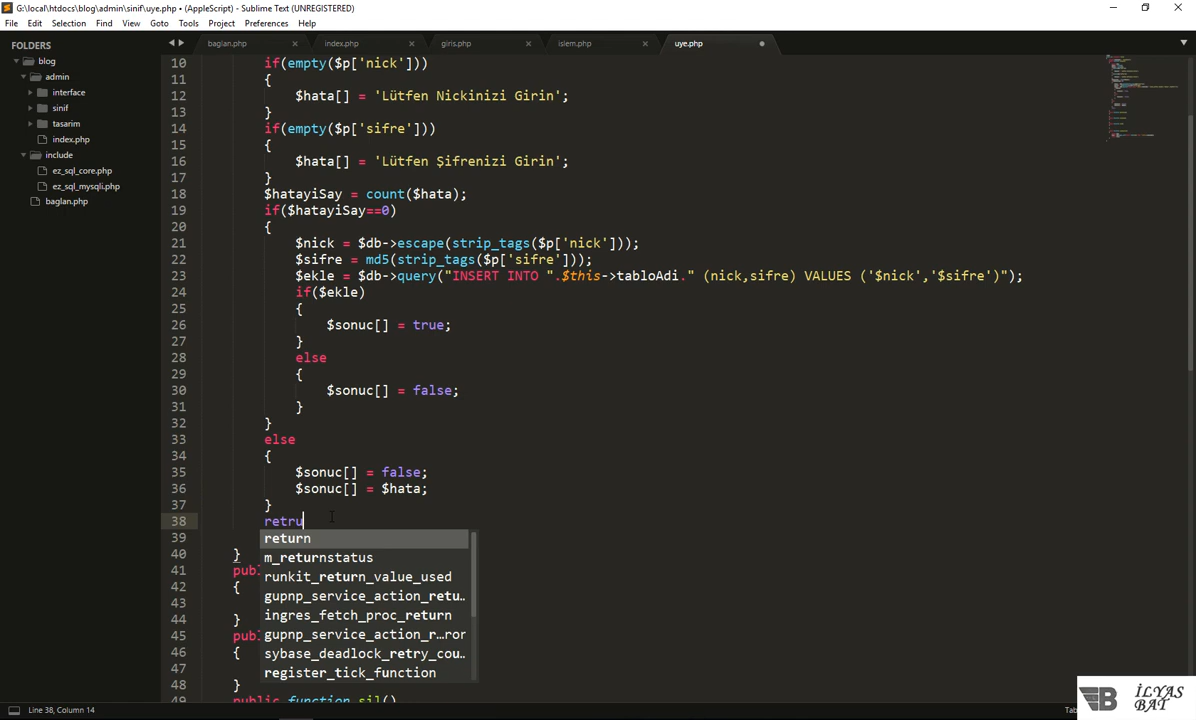 G:\local\htdocs\blog\admin\sinif\uye.php • (AppleScript) - Sublime Text (UNREGISTERED)
File Edit Selection Find View Goto Tools Project Preferences Help
FOLDERS
blog
admin
interface
sinif
tasarim
index.php
include
ez_sql_core.php
ez_sql_mysqli.php
baglan.php
baglan.php index.php giris.php islem.php uye.php
10 if(empty($p['nick']))
11 {
12 $hata[] = 'Lütfen Nickinizi Girin';
13 }
14 if(empty($p['sifre']))
15 {
16 $hata[] = 'Lütfen Şifrenizi Girin';
17 }
18 $hatayiSay = count($hata);
19 if($hatayiSay==0)
20 {
21 $nick = $db->escape(strip_tags($p['nick']));
22 $sifre = md5(strip_tags($p['sifre']));
23 $ekle = $db->query("INSERT INTO ".$this->tabloAdi." (nick,sifre) VALUES ('$nick','$sifre')");
24 if($ekle)
25 {
26 $sonuc[] = true;
27 }
28 else
29 {
30 $sonuc[] = false;
31 }
32 }
33 else
34 {
35 $sonuc[] = false;
36 $sonuc[] = $hata;
37 }
38 retru
39 return
40 } m_returnstatus
41 pub runkit_return_value_used
42 { gupnp_service_action_retu..
43 ingres_fetch_proc_return
44 } gupnp_service_action_r...ror
45 pub sybase_deadlock_retry_cou..
46 {
47 register_tick_function
48 }
49 public function sil()
Line 38, Column 14
Ta
B İLYAS
BAT